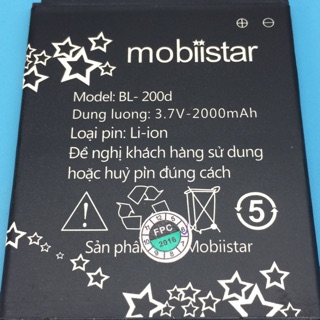 mobiistar
Model: BL- 200d
Dung luong: 3.7V-2000mAh
Loại pin: Li-ion
Đề nghị khách hàng sử dung
hoặc huỷ pin đúng cách
5
Sản Mobiistar
FPC
2016